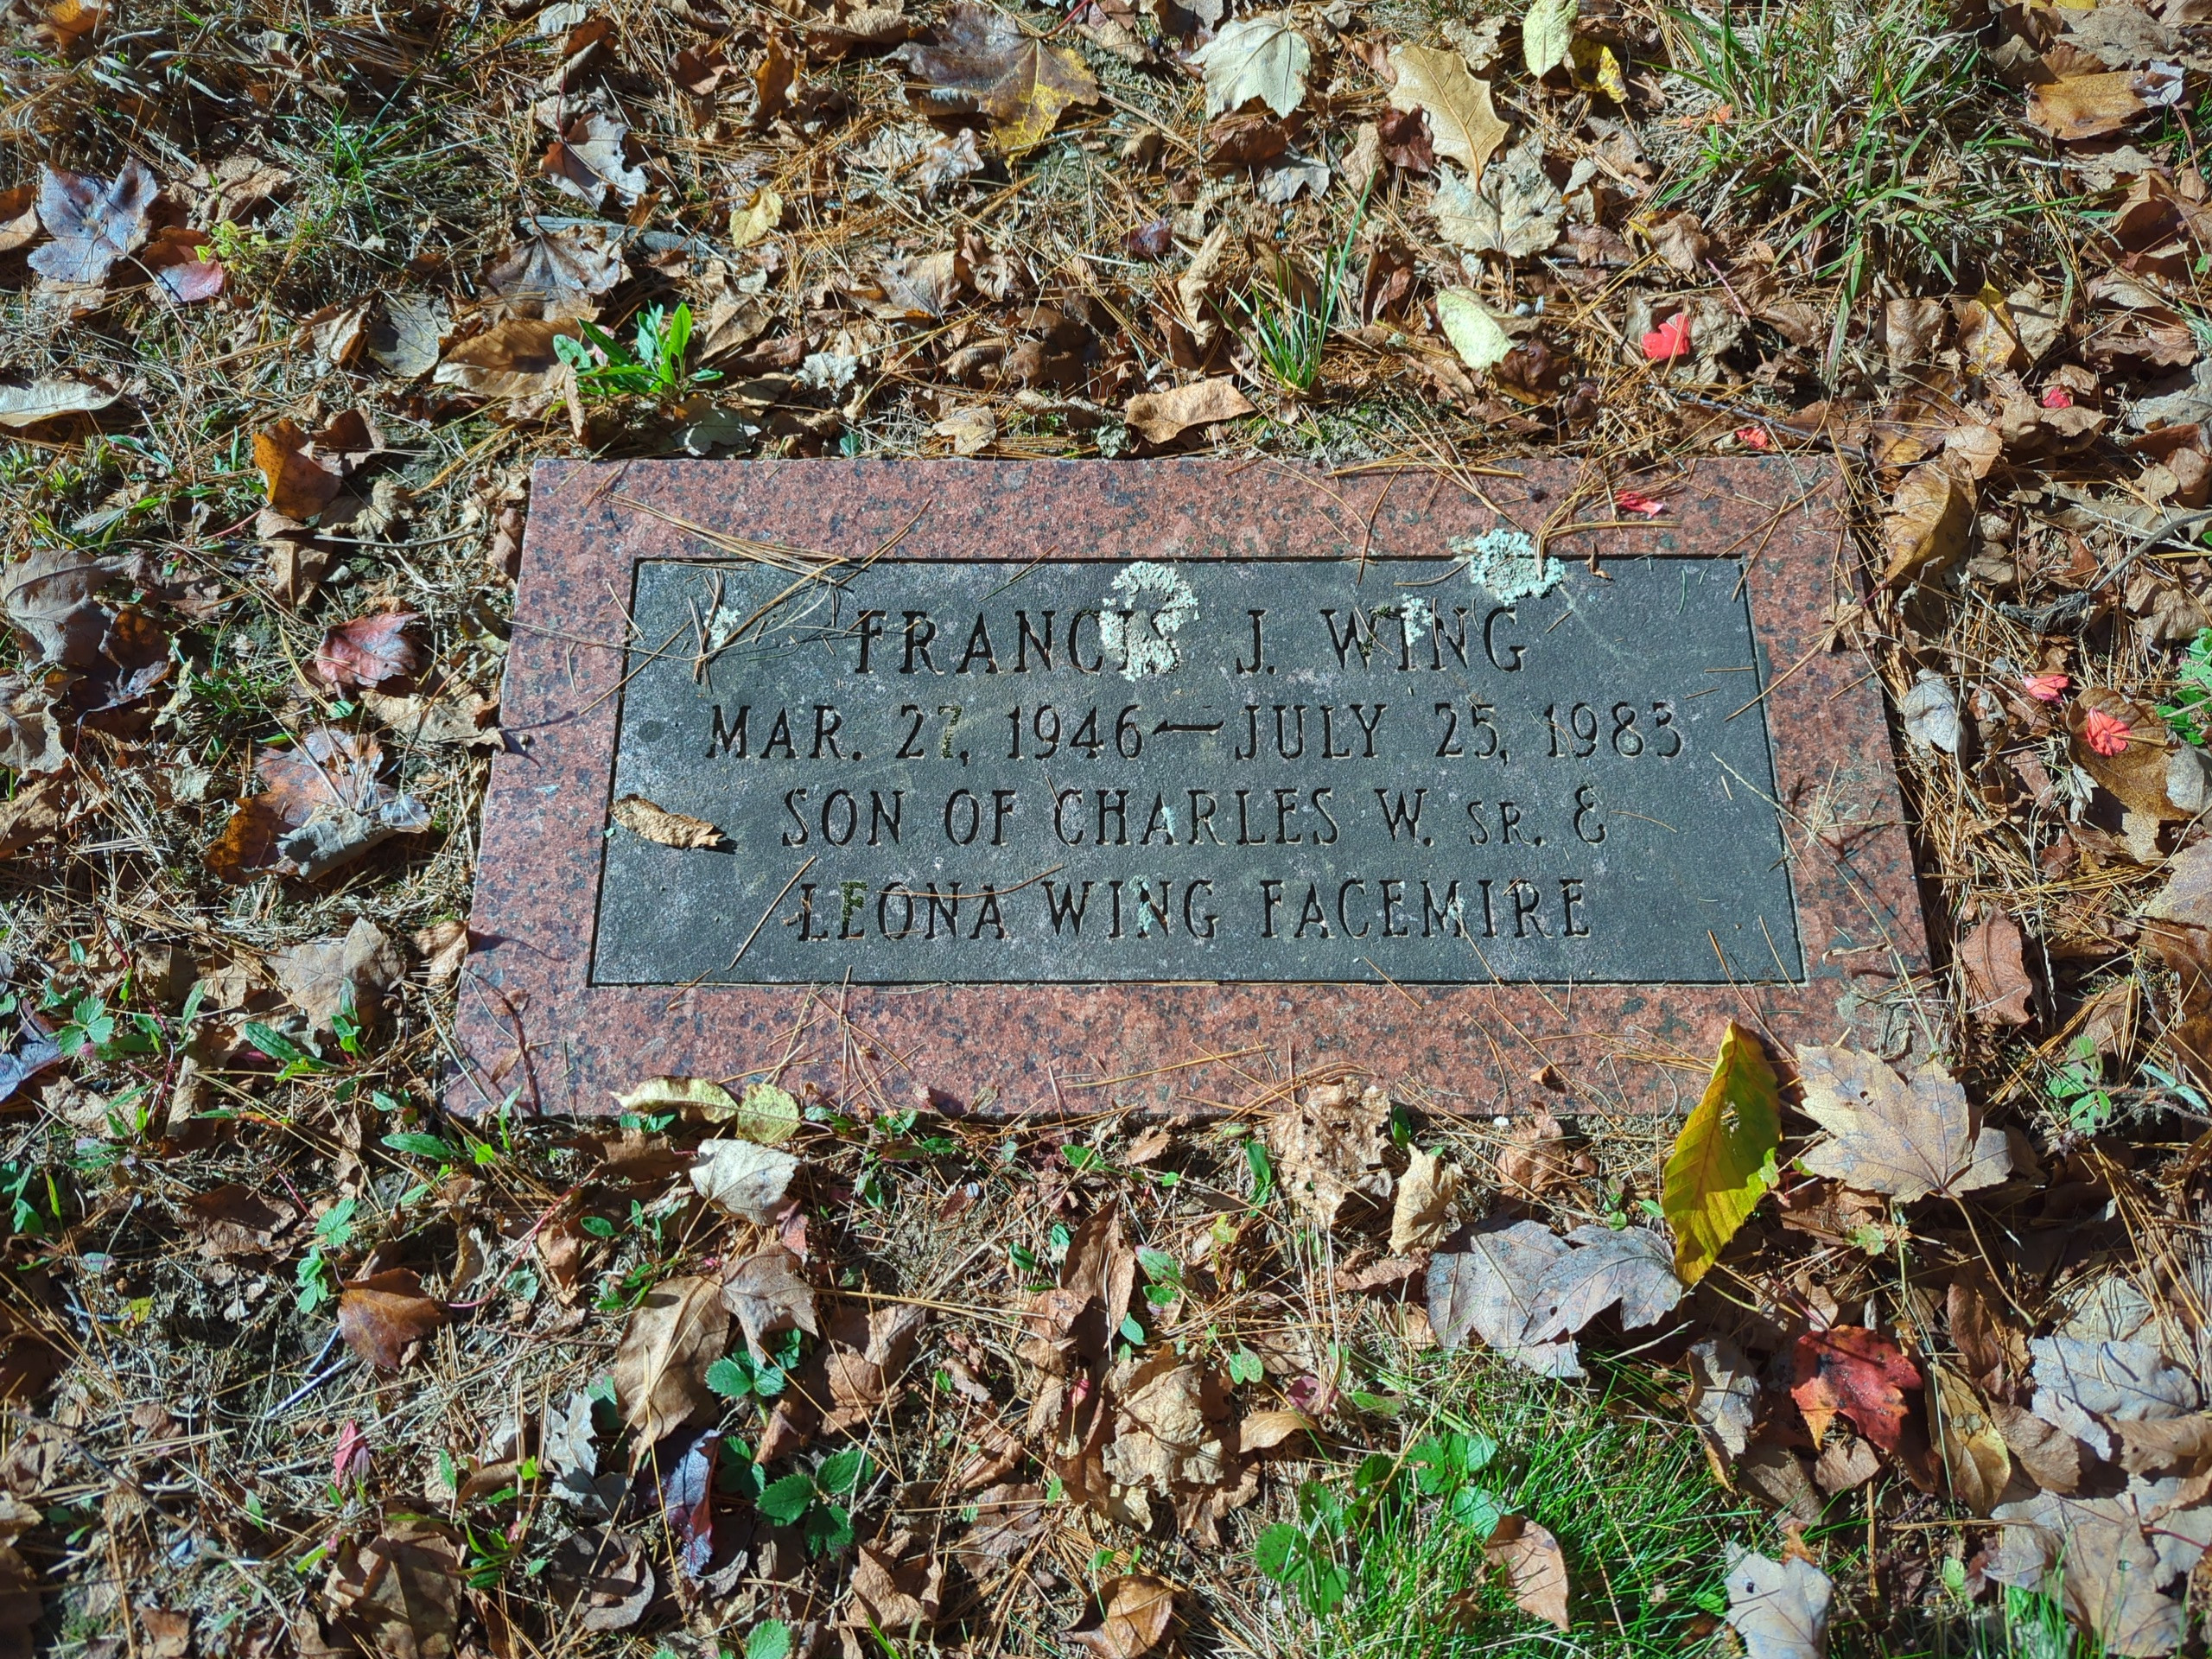 FRANCIS J. WING
MAR. 27, 1946—JULY 25, 1983
SON OF CHARLES W. SR. &
LEONA WING FACEMIRE